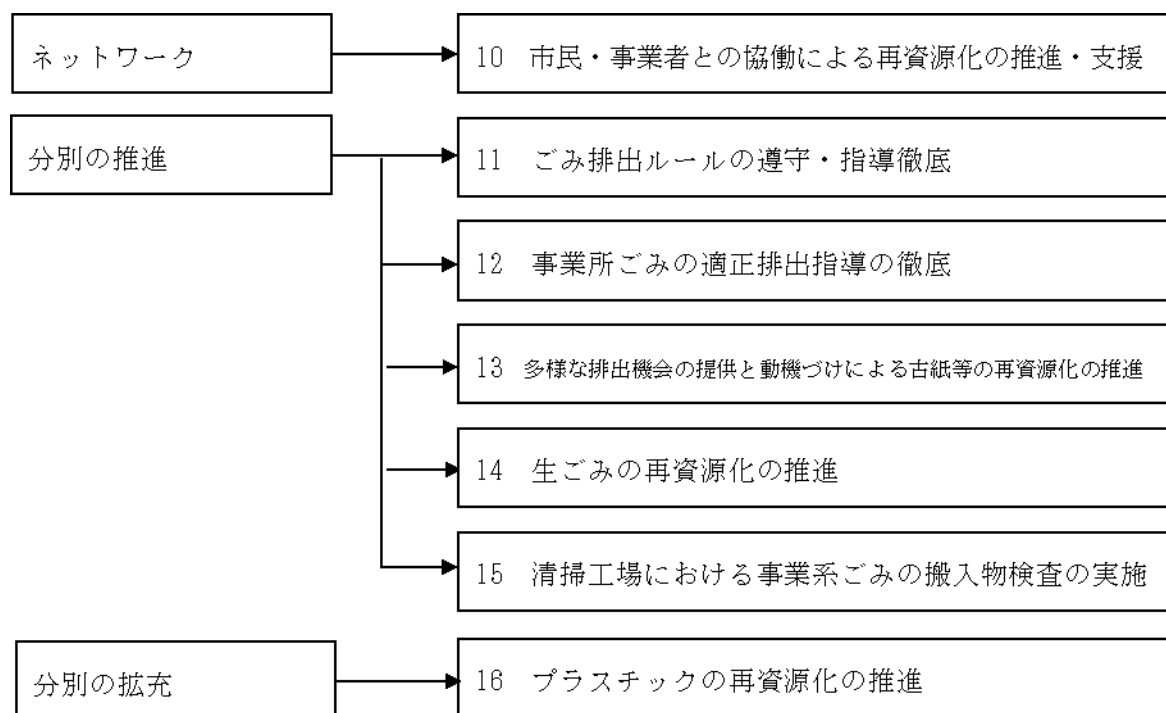 ネットワーク
10 市民・事業者との協働による再資源化の推進・支援
分別の推進
11 ごみ排出ルールの遵守・指導徹底
12 事業所ごみの適正排出指導の徹底
13 多様な排出機会の提供と動機づけによる古紙等の再資源化の推進
14 生ごみの再資源化の推進
15 清掃工場における事業系ごみの搬入物検査の実施
分別の拡充
16 プラスチックの再資源化の推進